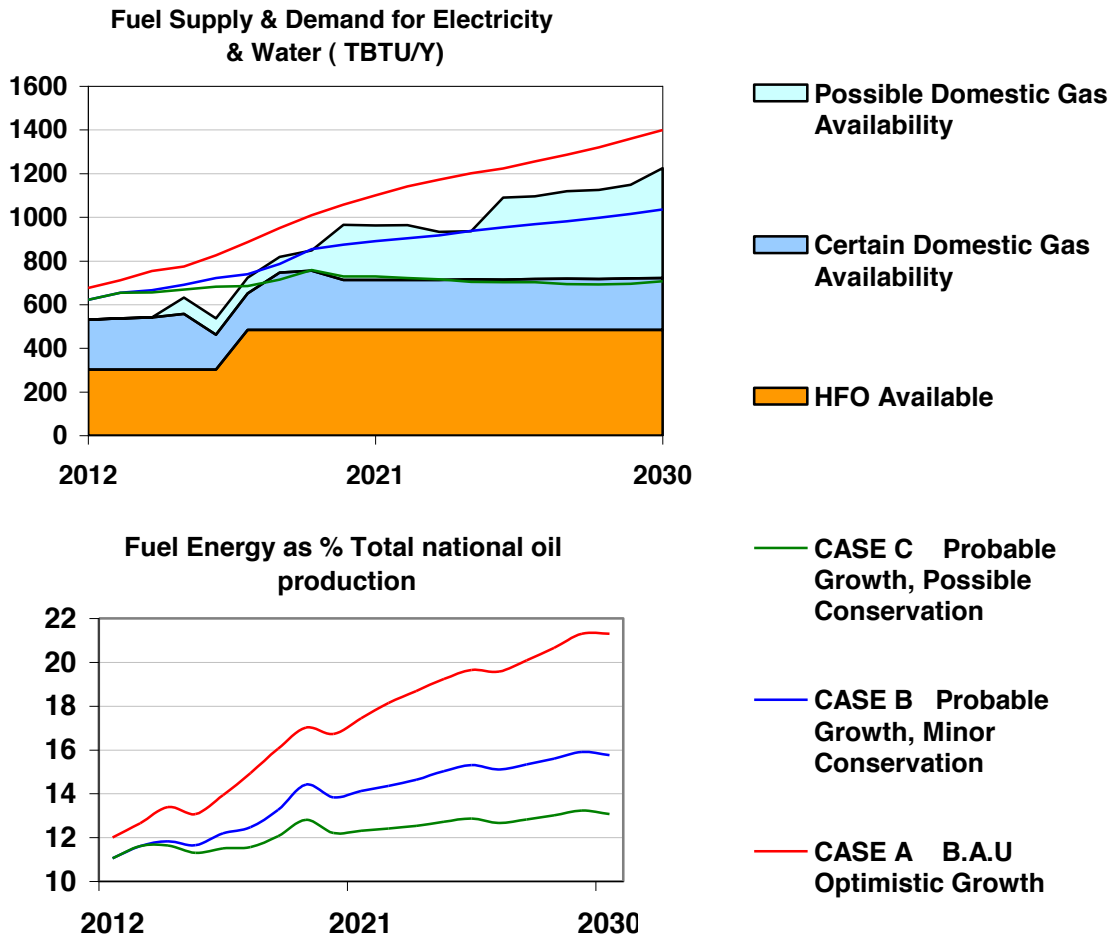 Fuel Supply & Demand for Electricity
& Water ( TBTU/Y)
1600
1400
1200
1000
800
600
400
200
0
2012
2021
2030
Possible Domestic Gas
Availability
Certain Domestic Gas
Availability
HFO Available
Fuel Energy as % Total national oil
production
22
20
18
16
14
12
10
2012
2021
2030
CASE C Probable
Growth, Possible
Conservation
CASE B Probable
Growth, Minor
Conservation
CASE A B.A.U
Optimistic Growth